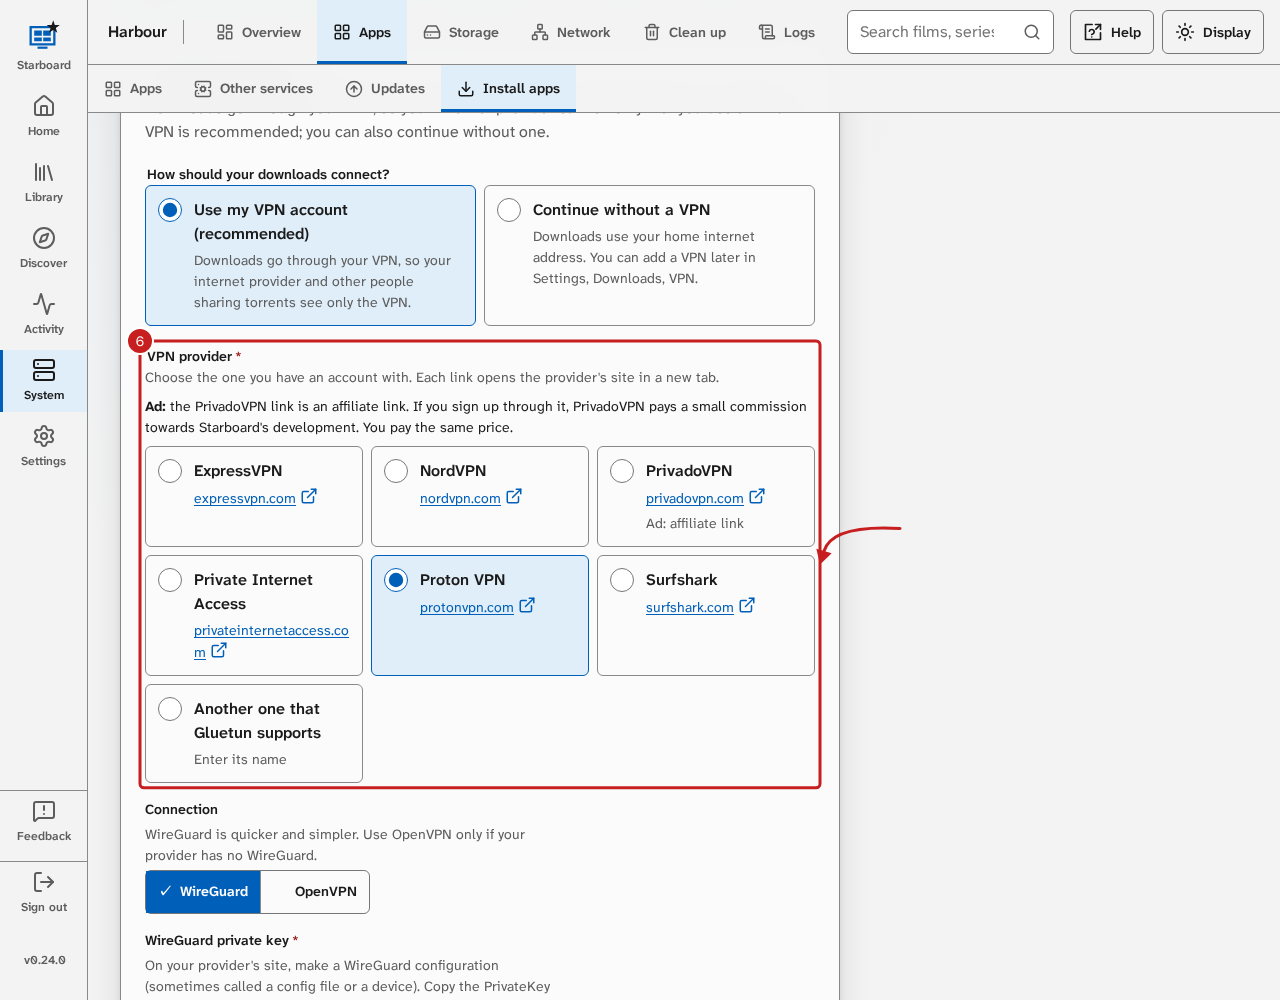 Starboard
Home
Library
Discover
Activity
System
Settings
Feedback
Sign out
v0.24.0
Harbour
Overview
Apps
Storage
Network
Clean up
Logs
Search films, series
Help
Display
Apps
Other services
Updates
Install apps
VPN is recommended; you can also continue without one.
How should your downloads connect?
Use my VPN account
(recommended)
Downloads go through your VPN, so your
internet provider and other people
sharing torrents see only the VPN.
Continue without a VPN
Downloads use your home internet
address. You can add a VPN later in
Settings, Downloads, VPN.
6
VPN provider *
Choose the one you have an account with. Each link opens the provider's site in a new tab.
Ad: the PrivadoVPN link is an affiliate link. If you sign up through it, PrivadoVPN pays a small commission
towards Starboard's development. You pay the same price.
ExpressVPN
expressvpn.com
NordVPN
nordvpn.com
PrivadoVPN
privadovpn.com
Ad: affiliate link
Private Internet
Access
privateinternetaccess.co
m
Proton VPN
protonvpn.com
Surfshark
surfshark.com
Another one that
Gluetun supports
Enter its name
Connection
WireGuard is quicker and simpler. Use OpenVPN only if your
provider has no WireGuard.
✓ WireGuard
OpenVPN
WireGuard private key *
On your provider's site, make a WireGuard configuration
(sometimes called a config file or a device). Copy the PrivateKey